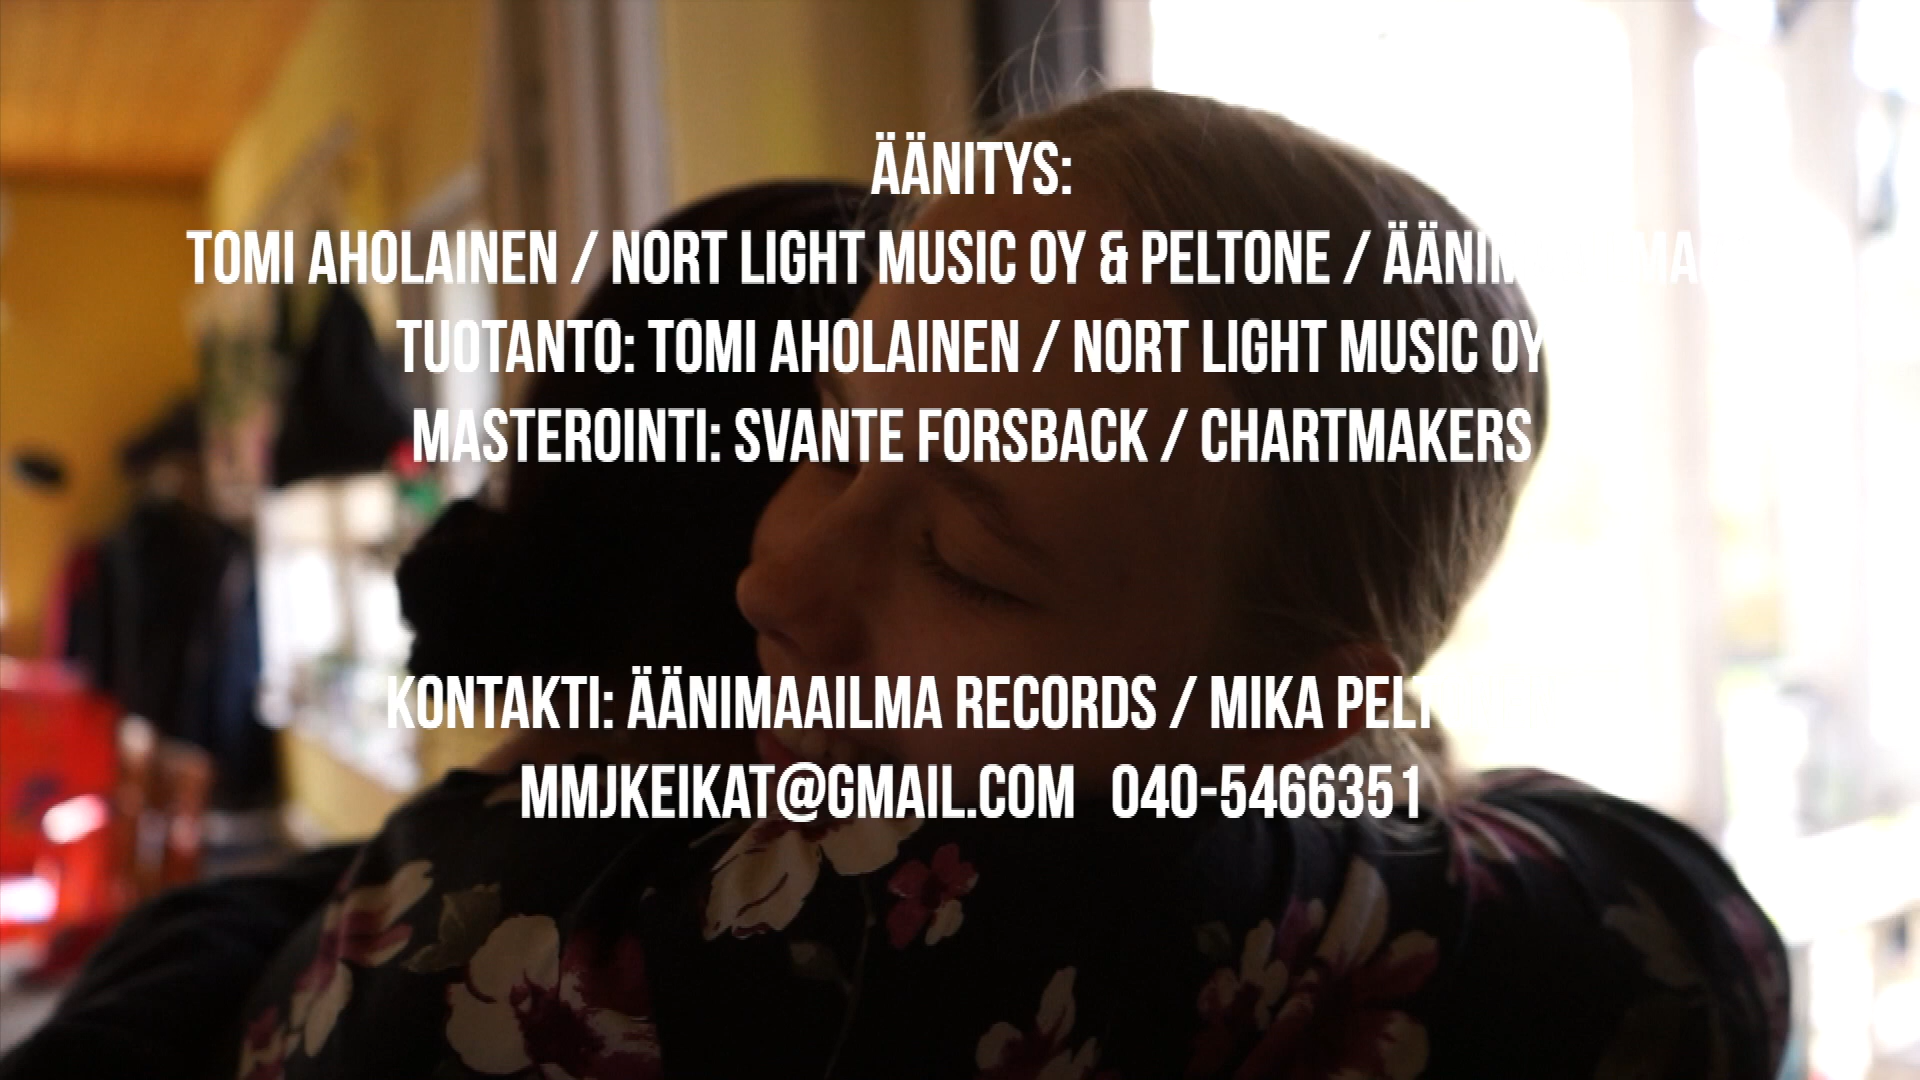 ÄÄNITYS:
TOMI AHOLAINEN / NORT LIGHT MUSIC OY & PELTONE /
TUOTANTO: TOMI AHOLAINEN / NORT LIGHT MUSIC OY
MASTEROINTI: SVANTE FORSBACK / CHARTMAKERS
KONTAKTI: ÄÄNIMAAILMA RECORDS / MIKA
MMJKEIKAT@GMAIL.COM 040-5466351